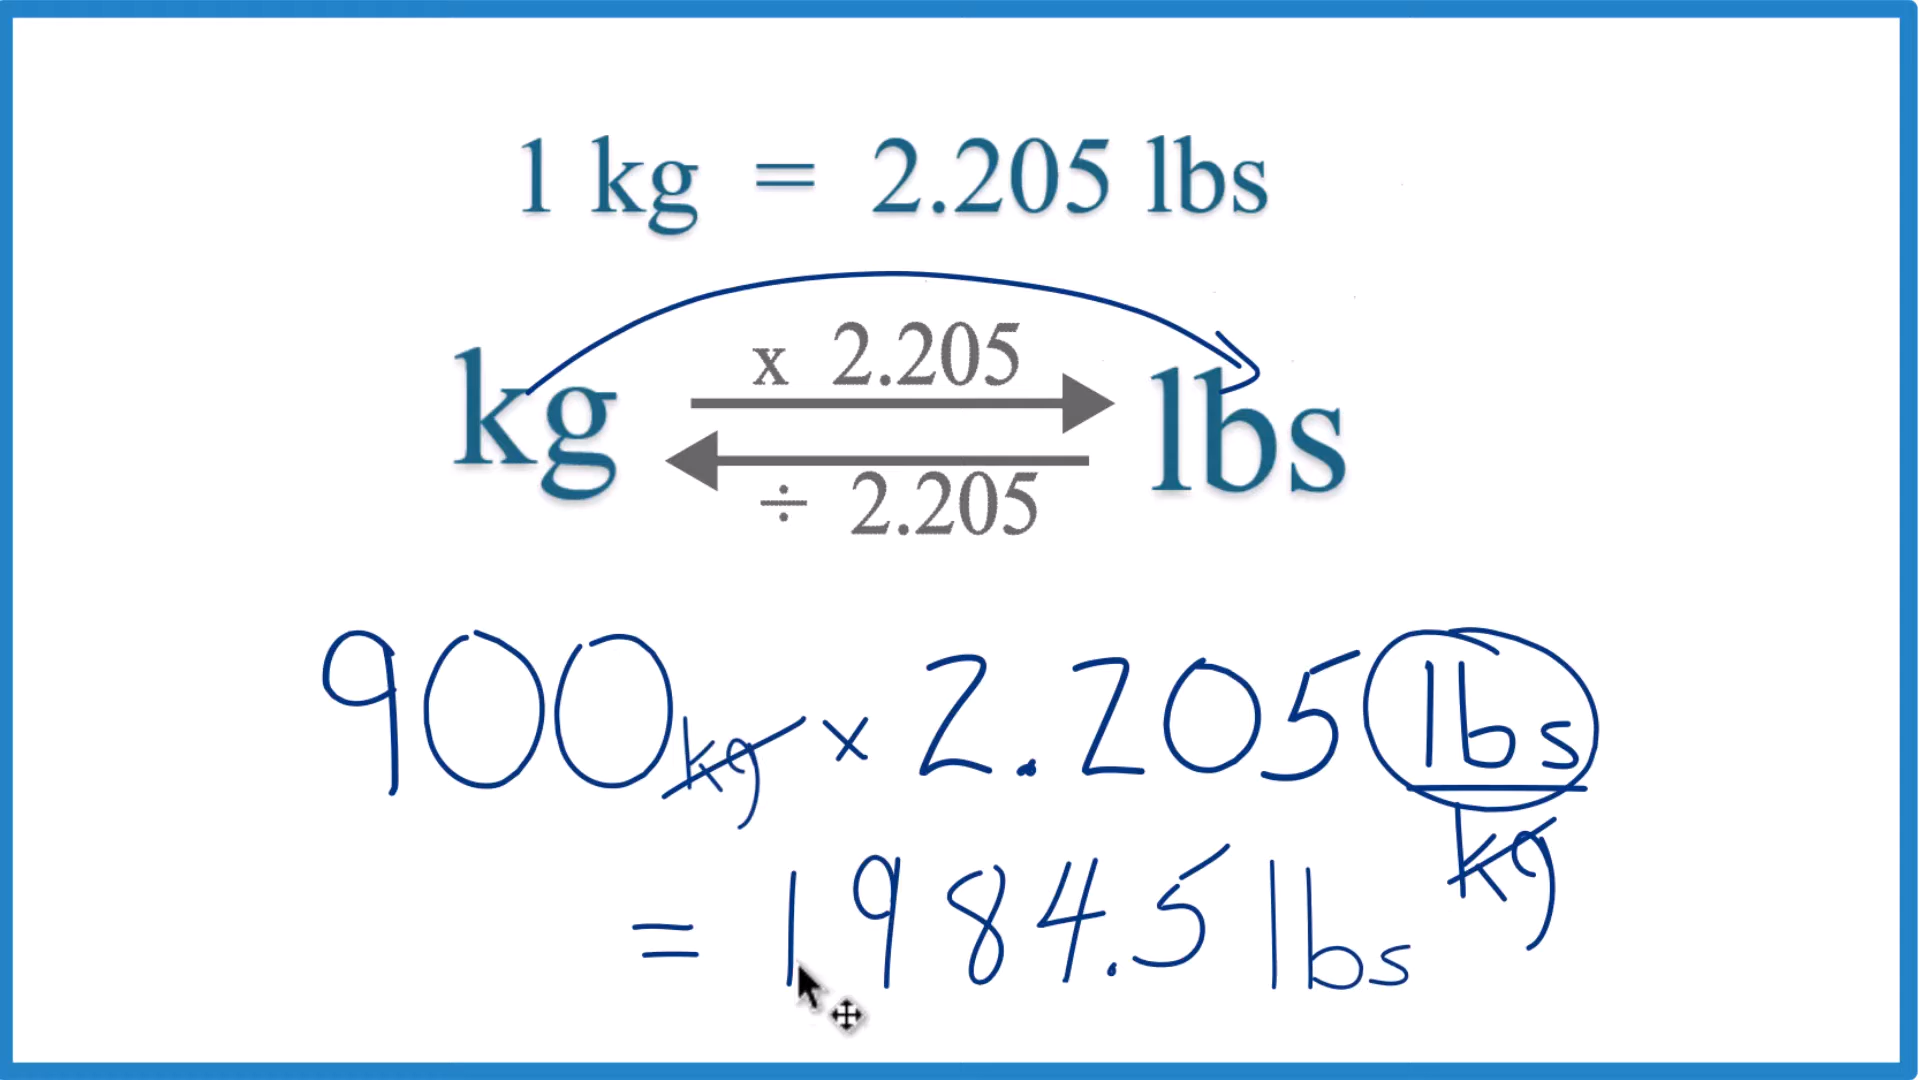 1 kg = 2.205 lbs
x 2.205
kg lbs
÷ 2.205
900 kg x 2.205 lbs
kg
= 1984.5 lbs